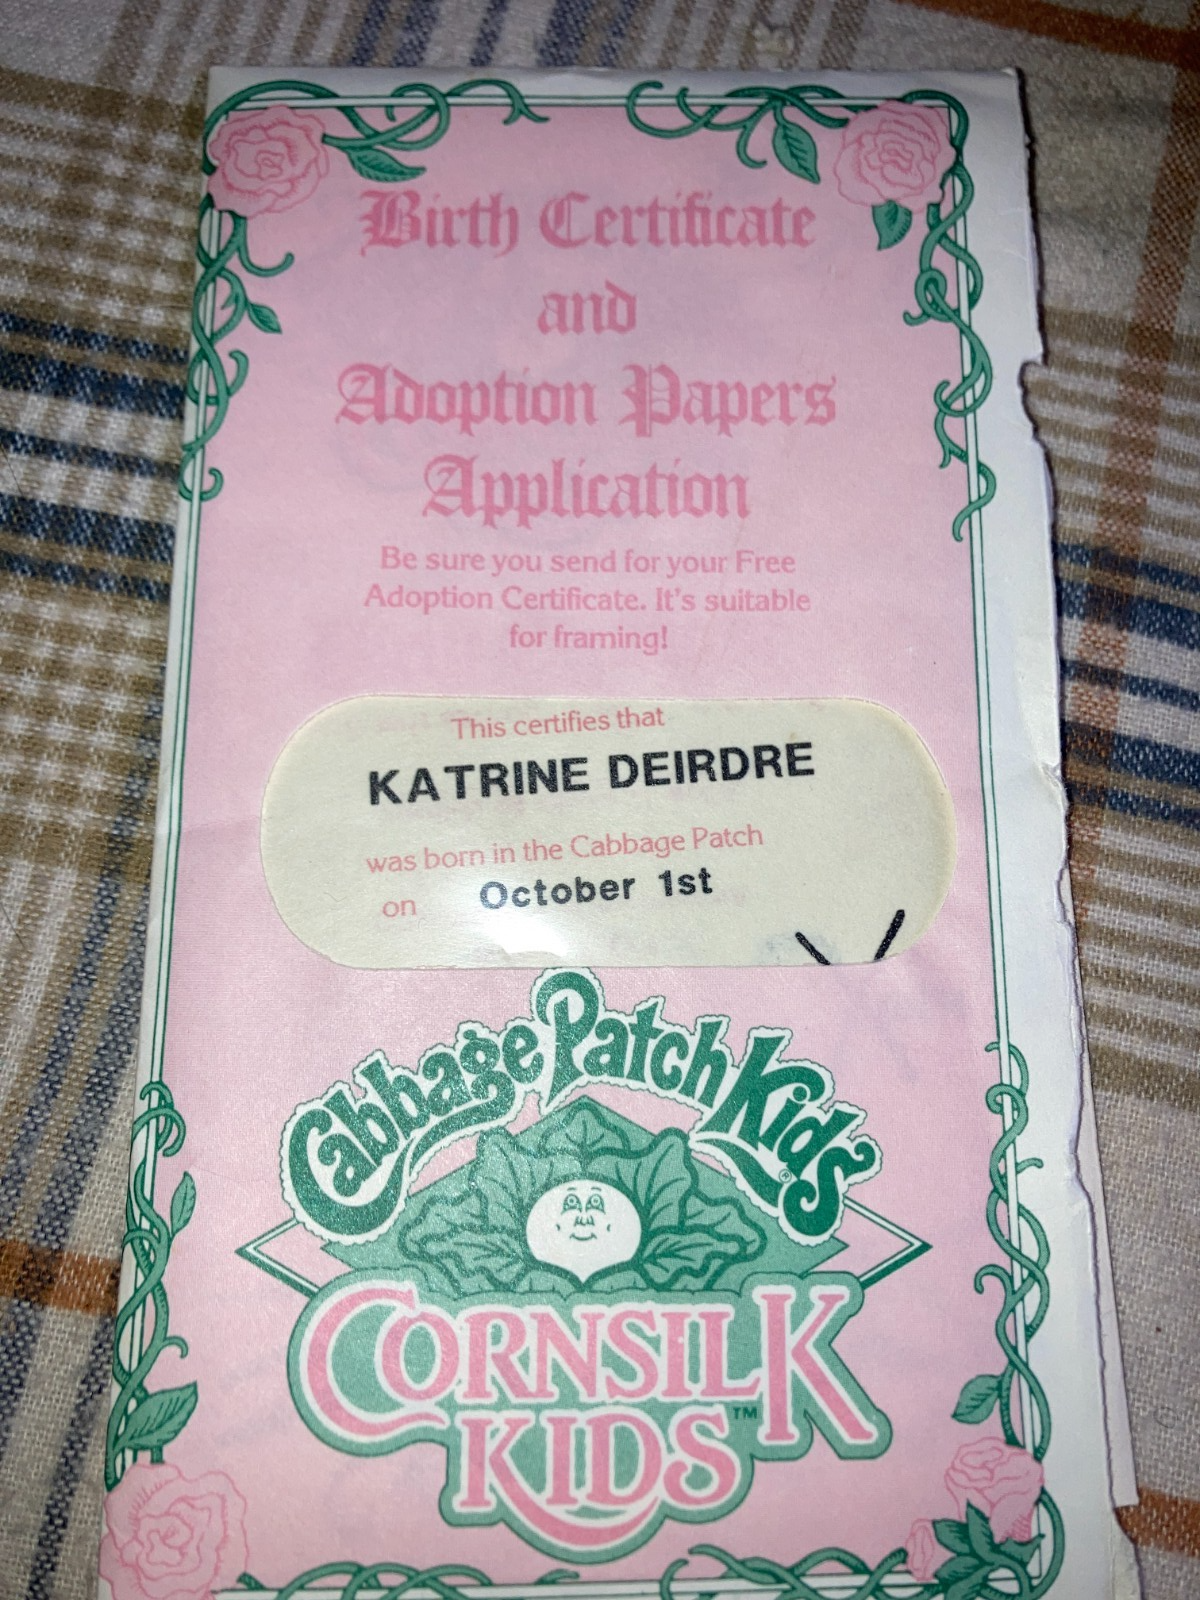 Birth Certificate
and
Adoption Papers
Application
Be sure you send for your Free
Adoption Certificate. It's suitable
for framing!
This certifies that
KATRINE DEIRDRE
was born in the Cabbage Patch
on October 1st
Cabbage Patch Kids®
CORNSILK
KIDS™